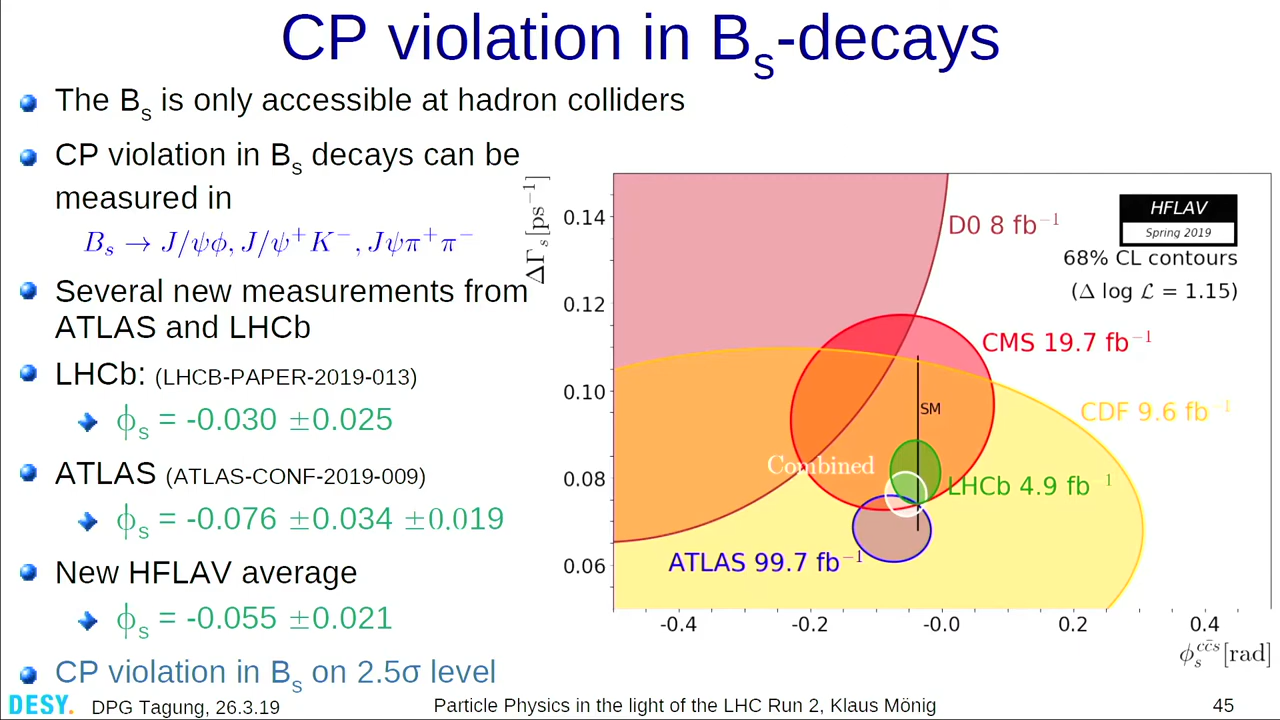 CP violation in Bs-decays
The Bs is only accessible at hadron colliders
CP violation in Bs decays can be
measured in
Bs → J/ψϕ, J/ψ⁺K⁻, Jψπ⁺π⁻
Several new measurements from
ATLAS and LHCb
LHCb: (LHCB-PAPER-2019-013)
ϕs = -0.030 ±0.025
ATLAS (ATLAS-CONF-2019-009)
ϕs = -0.076 ±0.034 ±0.019
New HFLAV average
ϕs = -0.055 ±0.021
CP violation in Bs on 2.5σ level
ΔΓs[ps⁻¹]
0.14
0.12
0.10
0.08
0.06
HFLAV
Spring 2019
68% CL contours
(Δ log ℒ = 1.15)
D0 8 fb⁻¹
CMS 19.7 fb⁻¹
CDF 9.6 fb⁻¹
SM
Combined
LHCb 4.9 fb⁻¹
ATLAS 99.7 fb⁻¹
-0.4 -0.2 -0.0 0.2 0.4
ϕs^cc̄s[rad]
DESY. DPG Tagung, 26.3.19 Particle Physics in the light of the LHC Run 2, Klaus Mönig 45